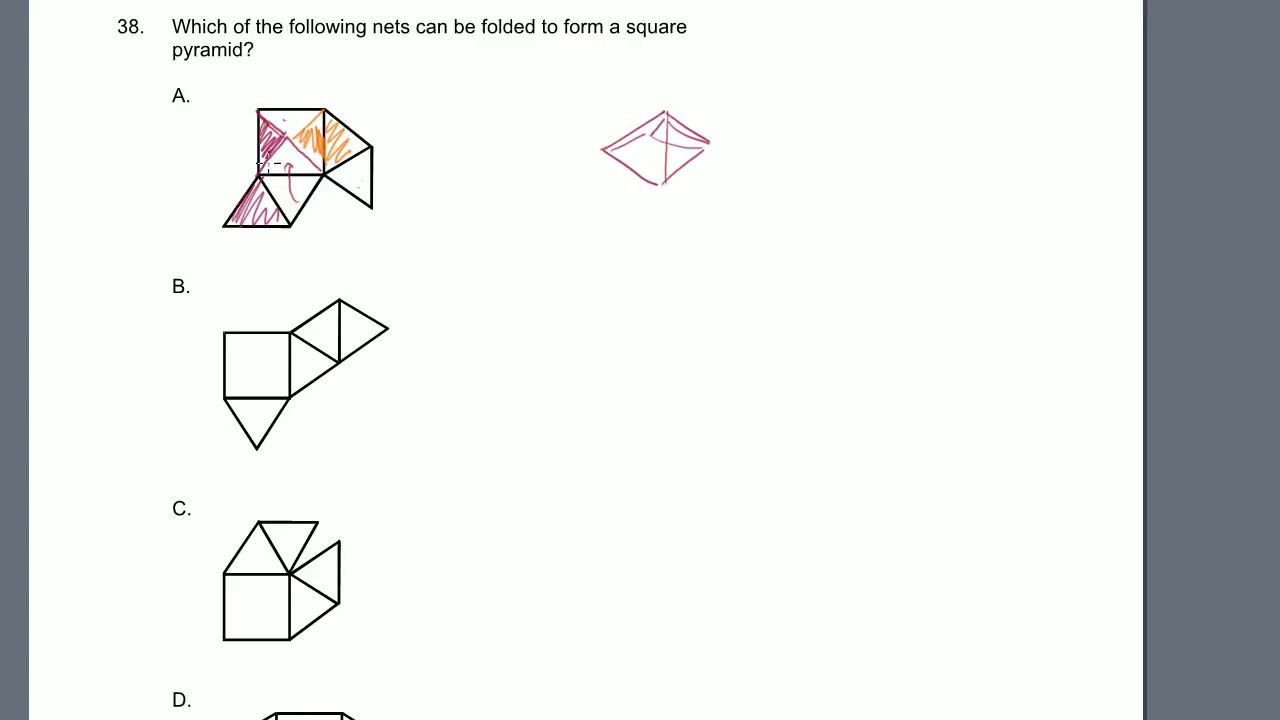 38. Which of the following nets can be folded to form a square
pyramid?
A.
B.
C.
D.